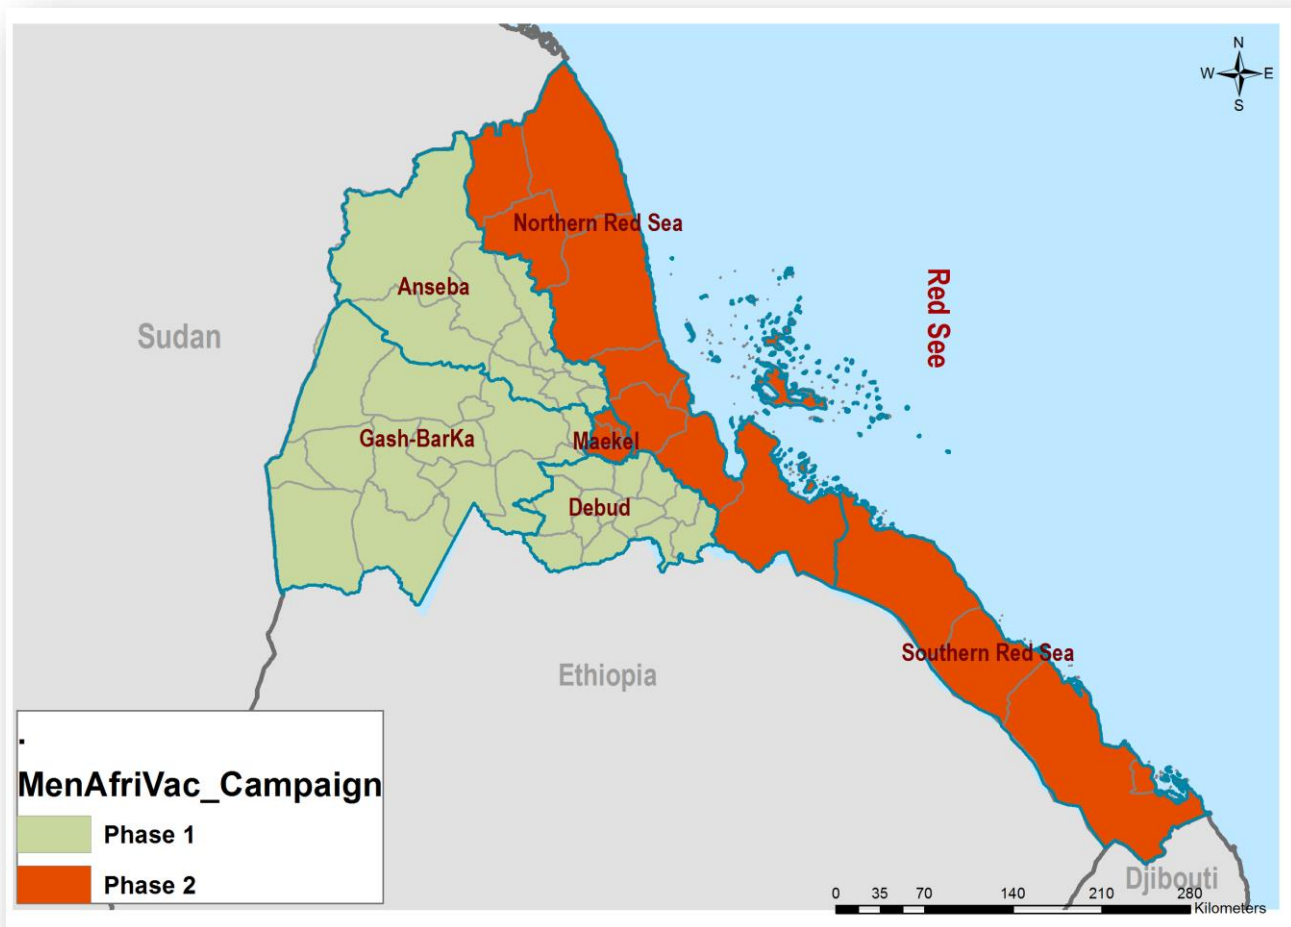 N
W E
S
Northern Red Sea
Anseba
Red See
Sudan
Gash-BarKa
Maekel
Debud
Southern Red Sea
Ethiopia
.
MenAfriVac_Campaign
Phase 1
Phase 2
Djibouti
0 35 70 140 210 280
Kilometers